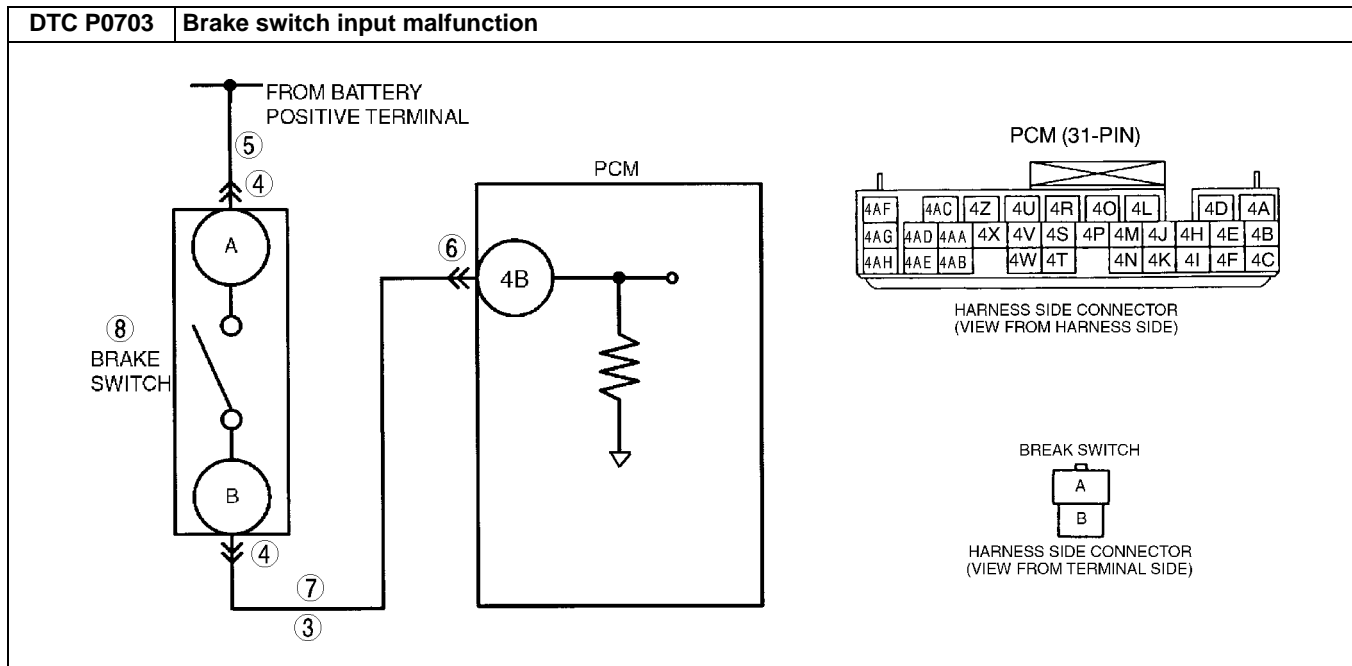 DTC P0703 Brake switch input malfunction
FROM BATTERY
POSITIVE TERMINAL
⑤
④
A
⑧
BRAKE
SWITCH
B
④
⑦
③
PCM
⑥
4B
PCM (31-PIN)
4AF 4AC 4Z 4U 4R 4O 4L 4D 4A
4AG 4AD 4AA 4X 4V 4S 4P 4M 4J 4H 4E 4B
4AH 4AE 4AB 4W 4T 4N 4K 4I 4F 4C
HARNESS SIDE CONNECTOR
(VIEW FROM HARNESS SIDE)
BREAK SWITCH
A
B
HARNESS SIDE CONNECTOR
(VIEW FROM TERMINAL SIDE)